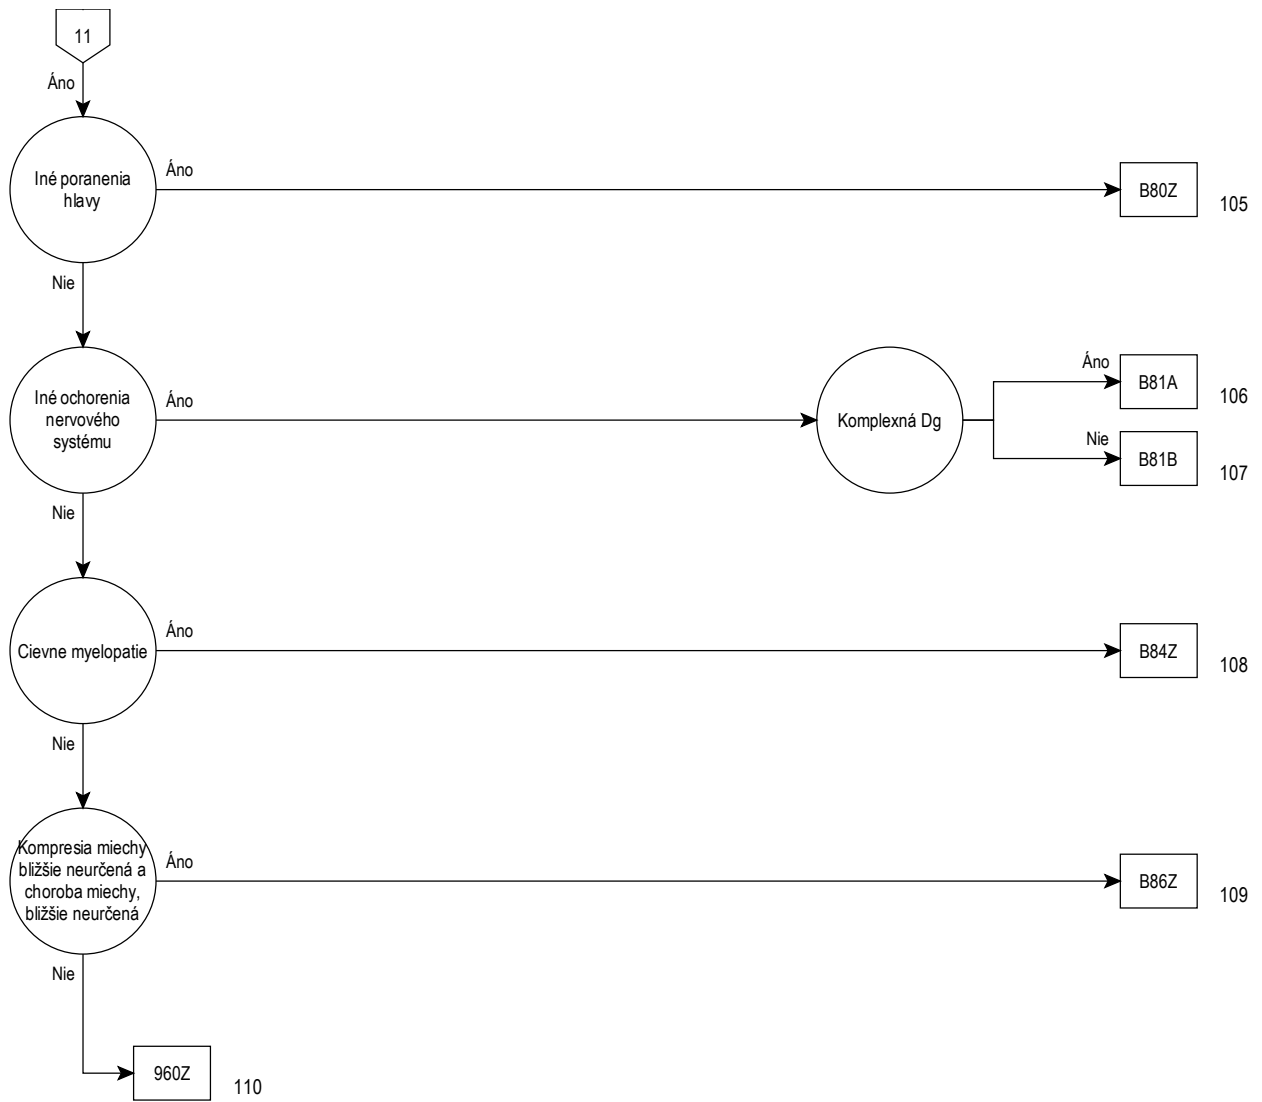 11
Áno
Iné poranenia
hlavy
Áno
B80Z
105
Nie
Iné ochorenia
nervového
systému
Áno
Komplexná Dg
Áno
B81A
106
Nie
B81B
107
Nie
Cievne myelopatie
Áno
B84Z
108
Nie
Kompresia miechy
bližšie neurčená a
choroba miechy,
bližšie neurčená
Áno
B86Z
109
Nie
960Z
110